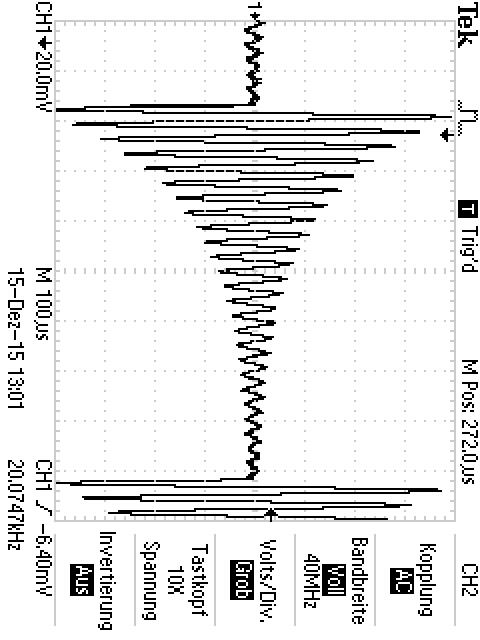 Tek
T Trig'd
M Pos: 272.0µs
CH2
Kopplung
AC
Bandbreite
Voll
40MHz
Volts/Div.
Grob
Tastkopf
10X
Spannung
Invertierung
Aus
1
CH1 20.0mV
M 100µs
CH1 / -6.40mV
15-Dez-15 13:01
20.0747kHz